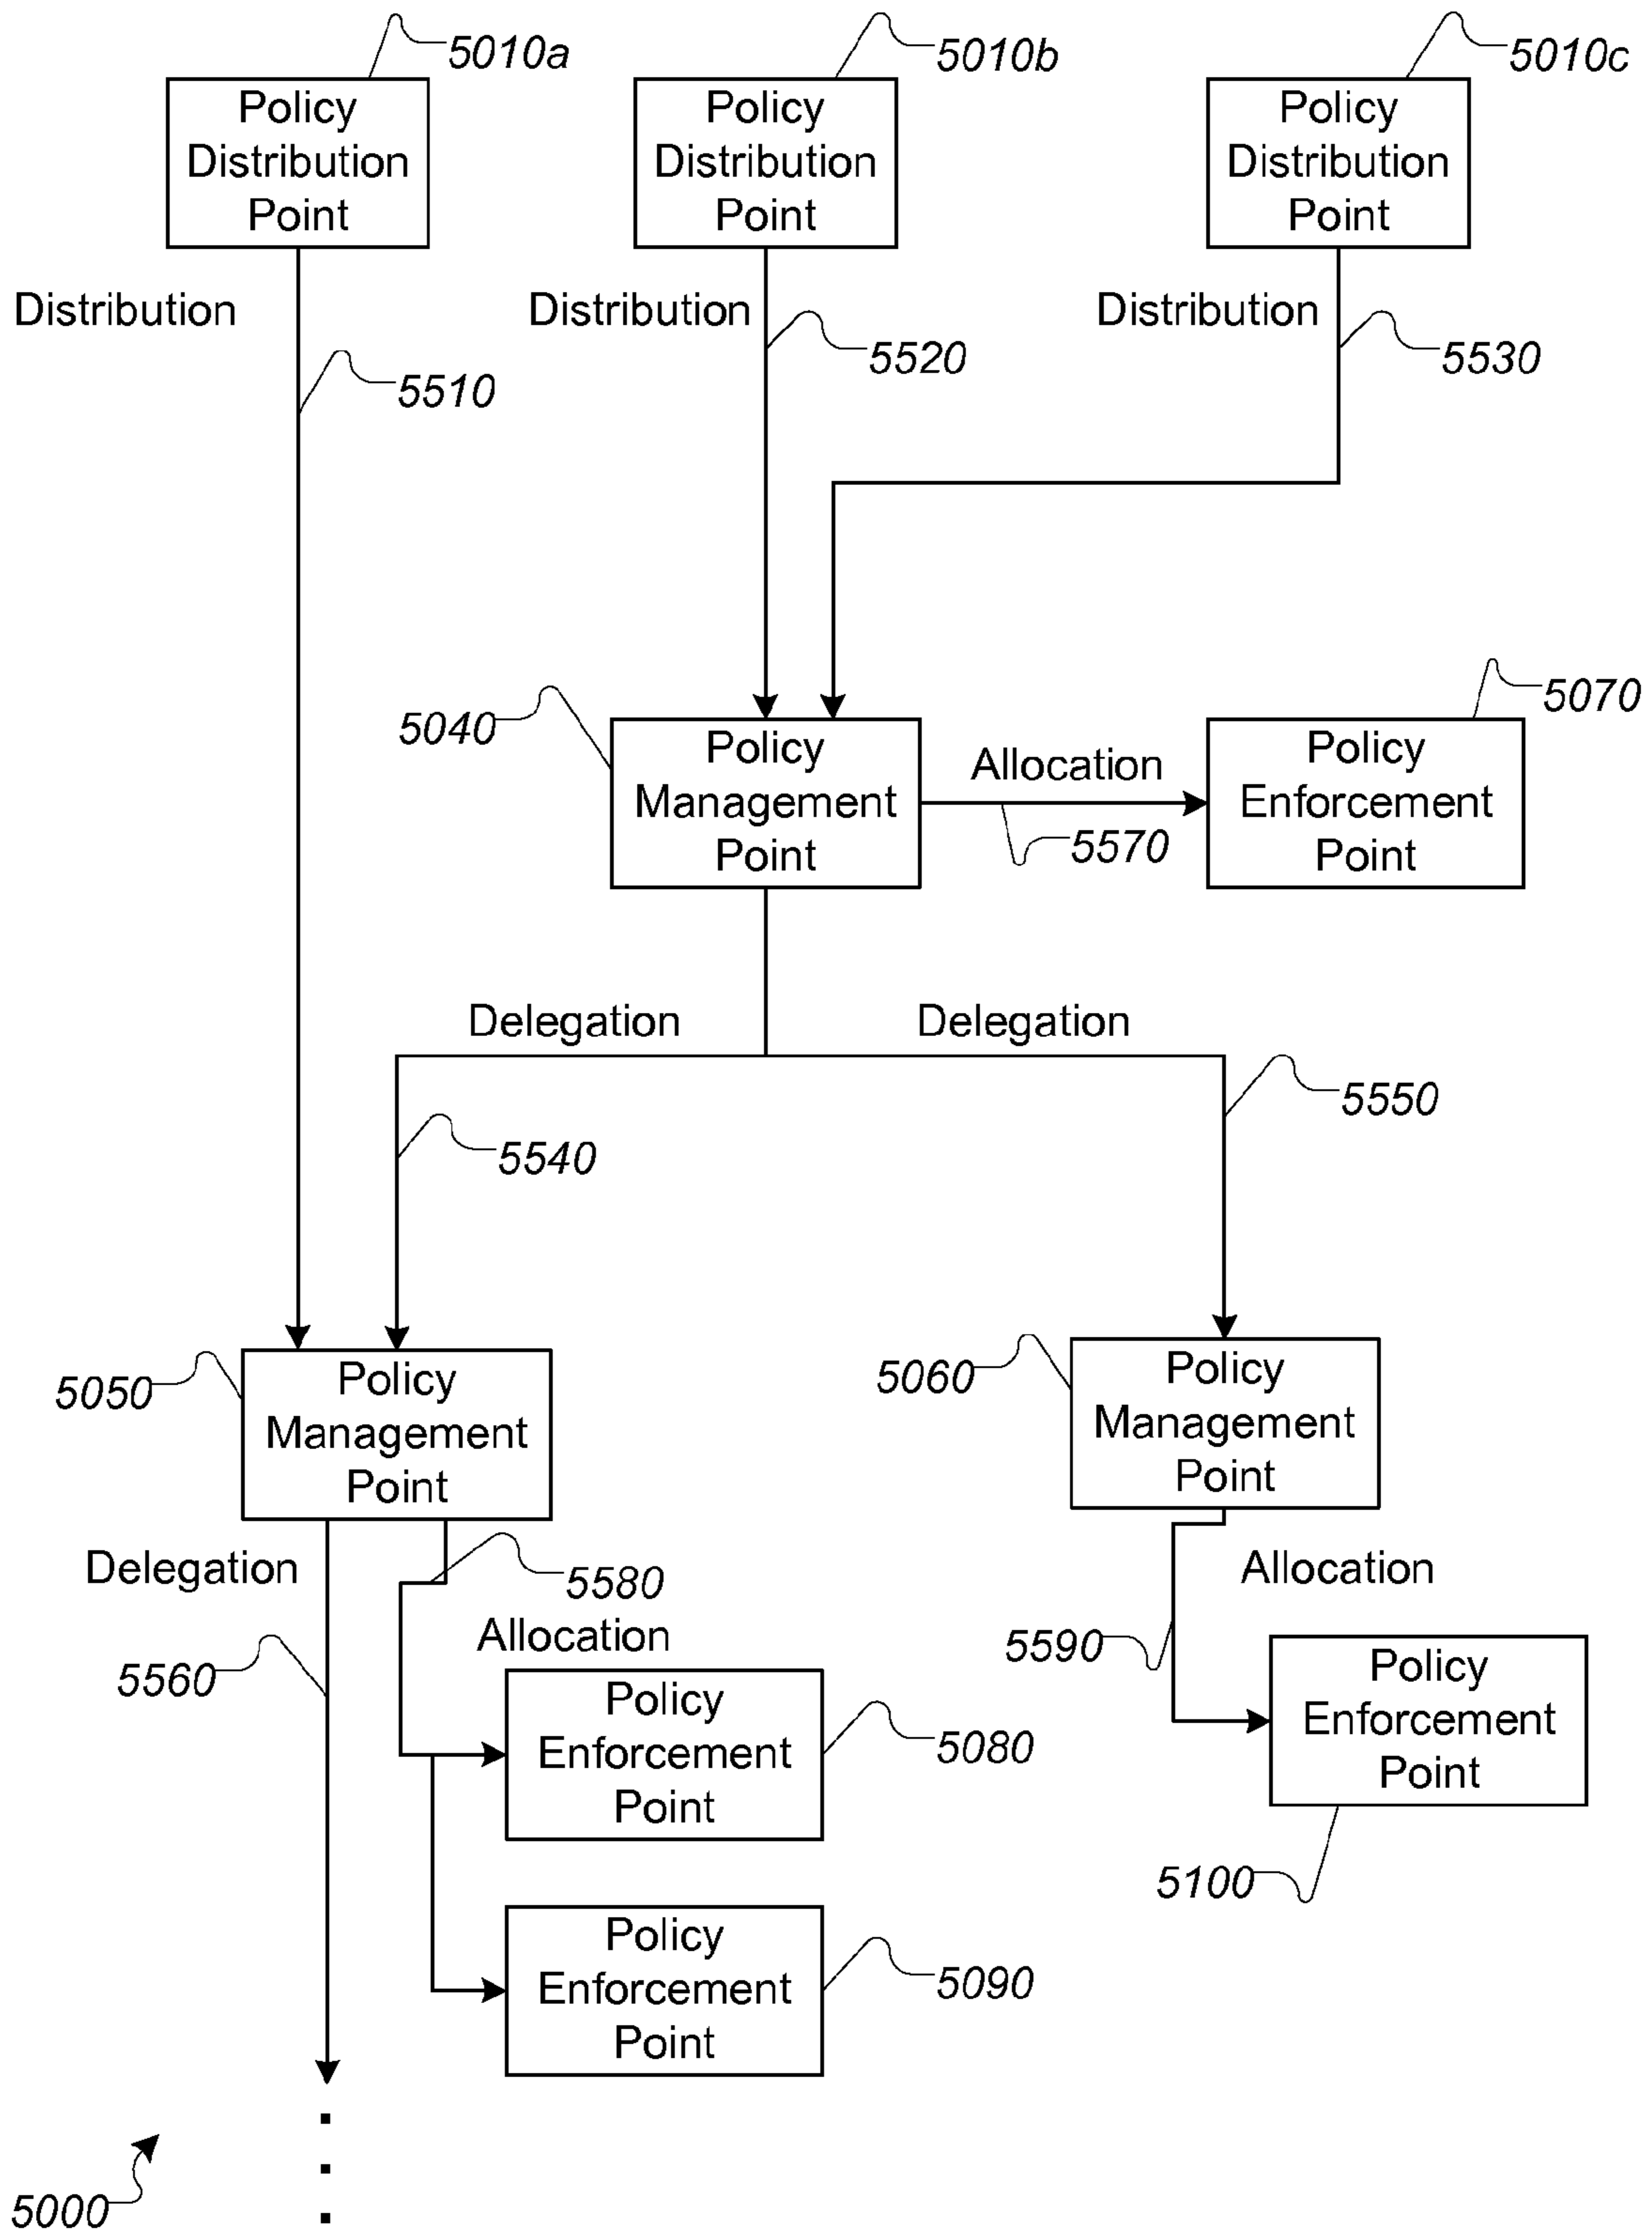 5010a
5010b
5010c
Policy
Distribution
Point
Policy
Distribution
Point
Policy
Distribution
Point
Distribution
Distribution
Distribution
5510
5520
5530
5040
Policy
Management
Point
Allocation
5570
5070
Policy
Enforcement
Point
Delegation
Delegation
5540
5550
5050
Policy
Management
Point
5060
Policy
Management
Point
Delegation
5580
Allocation
Allocation
5560
5590
Policy
Enforcement
Point
5080
Policy
Enforcement
Point
5100
Policy
Enforcement
Point
5090
5000